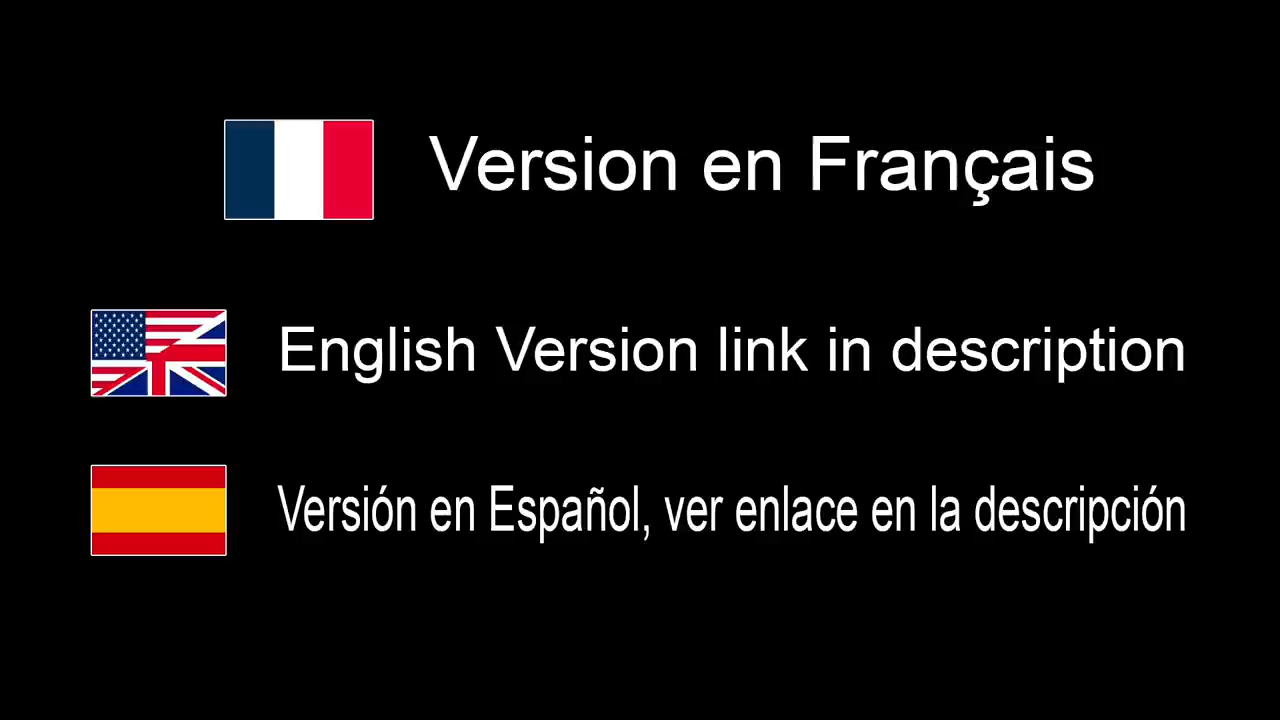 Version en Français
English Version link in description
Versión en Español, ver enlace en la descripción